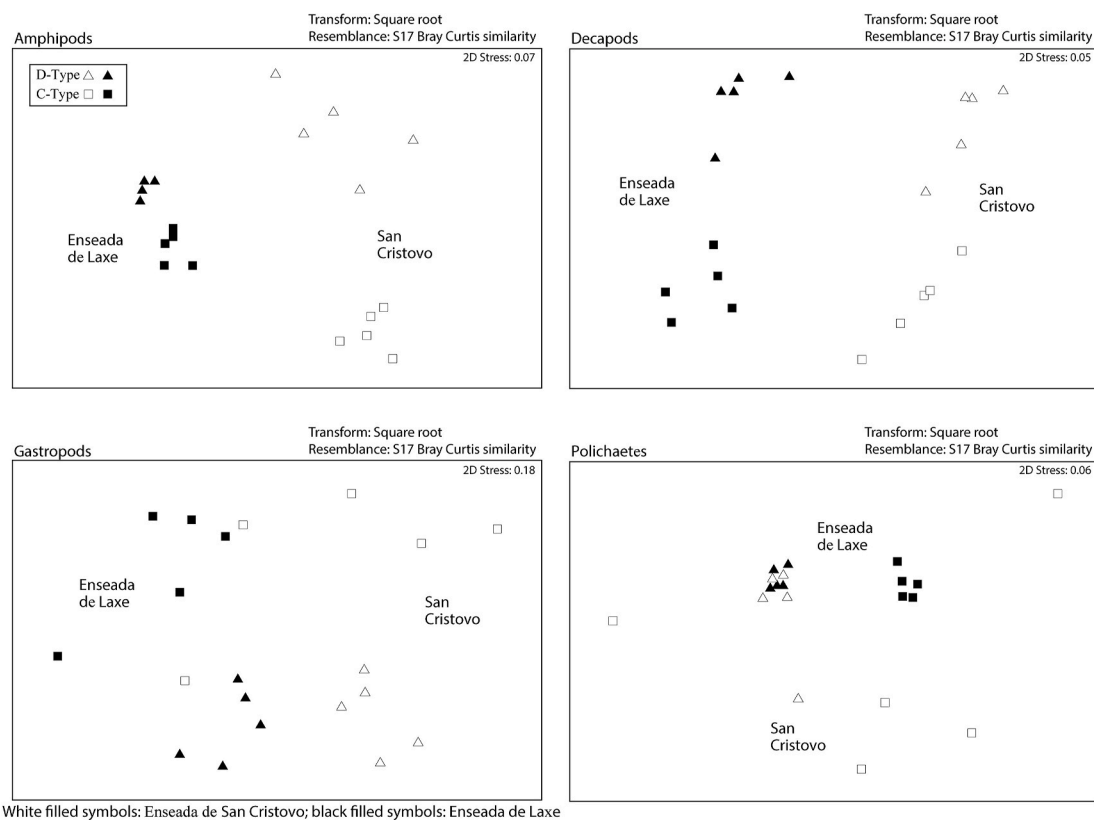 Transform: Square root
Amphipods
Resemblance: S17 Bray Curtis similarity
2D Stress: 0.07
D-Type
C-Type
Enseada
de Laxe
San
Cristovo
Transform: Square root
Decapods
Resemblance: S17 Bray Curtis similarity
2D Stress: 0.05
Enseada
de Laxe
San
Cristovo
Transform: Square root
Gastropods
Resemblance: S17 Bray Curtis similarity
2D Stress: 0.18
Enseada
de Laxe
San
Cristovo
Transform: Square root
Polichaetes
Resemblance: S17 Bray Curtis similarity
2D Stress: 0.06
Enseada
de Laxe
San
Cristovo
White filled symbols: Enseada de San Cristovo; black filled symbols: Enseada de Laxe